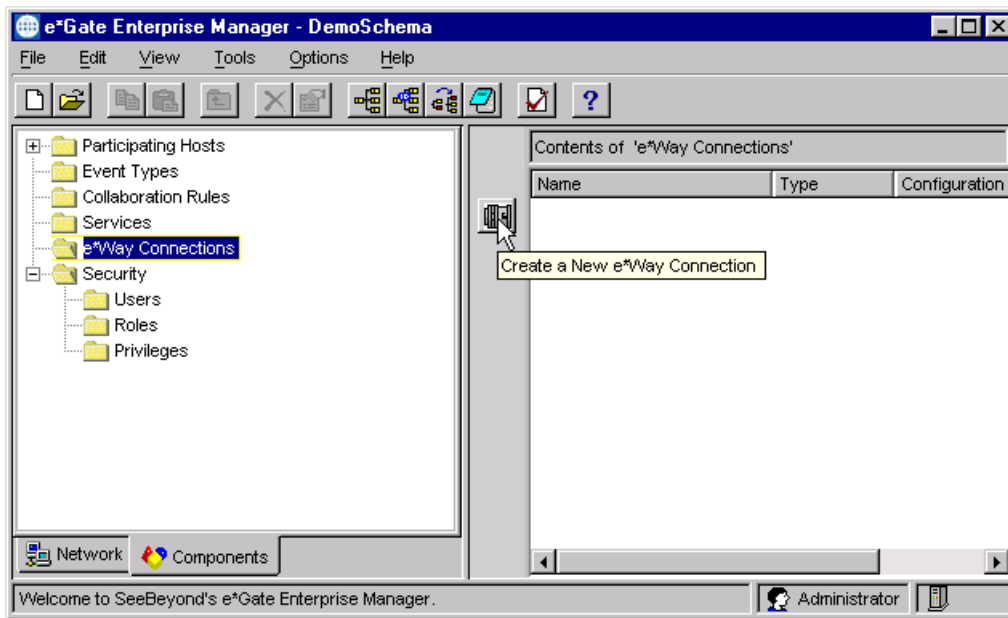 e*Gate Enterprise Manager - DemoSchema
File Edit View Tools Options Help
?
Participating Hosts
Event Types
Collaboration Rules
Services
e*Way Connections
Security
Users
Roles
Privileges
Contents of 'e*Way Connections'
Name Type Configuration
Create a New e*Way Connection
Network Components
Welcome to SeeBeyond's e*Gate Enterprise Manager. Administrator